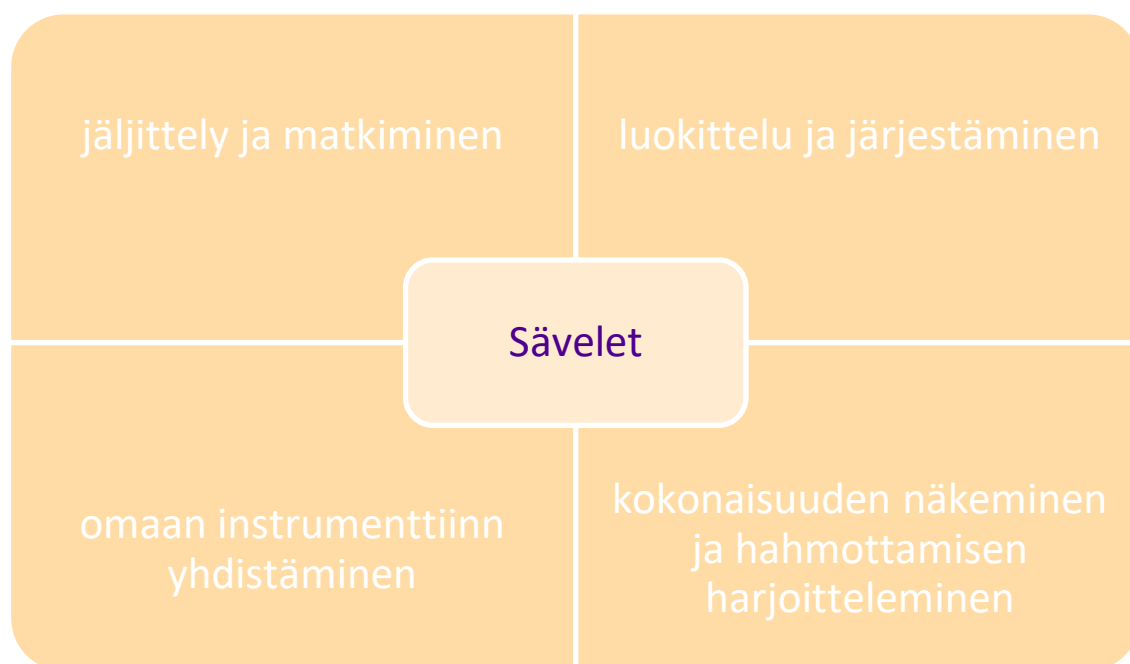 jäljittely ja matkiminen
luokittelu ja järjestäminen
Sävelet
omaan instrumenttiinn
yhdistäminen
kokonaisuuden näkeminen
ja hahmottamisen
harjoitteleminen